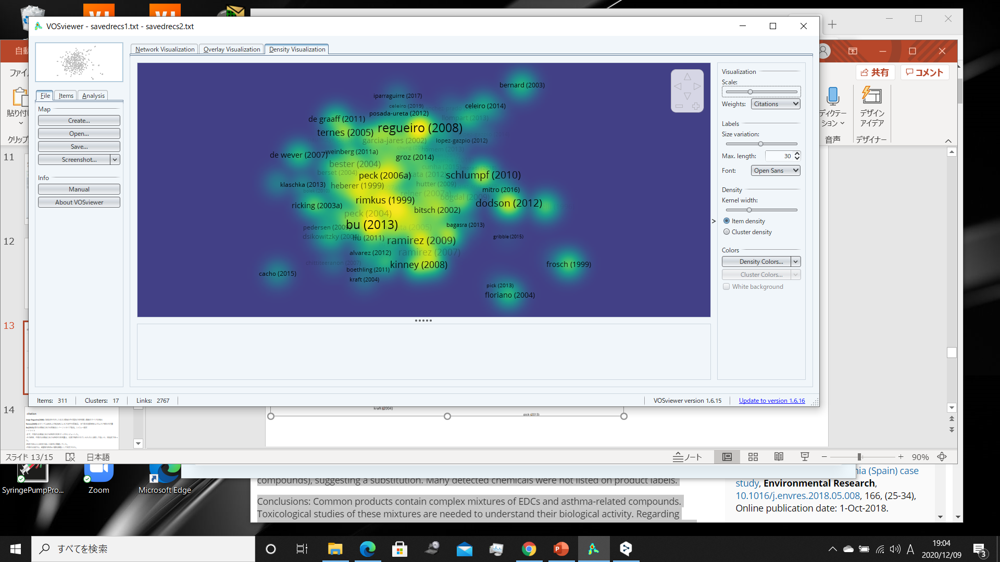 VOSviewer - savedrecs1.txt - savedrecs2.txt
Network Visualization
Overlay Visualization
Density Visualization
File
Items
Analysis
Map
Create...
Open...
Save...
Screenshot...
Info
Manual
About VOSviewer
bernard (2003)
iparraguirre (2017)
celeiro (2019)
celeiro (2014)
posada-ureta (2012)
llompart (2013)
de graaff (2011)
regueiro (2008)
ternes (2005)
garcia-jares (2002)
lopez-gazpio (2012)
homem (2013)
weinberg (2011a)
de wever (2007)
groz (2014)
bester (2004)
cunha (2015)
berset (2004)
peck (2006a)
schlumpf (2010)
klaschka (2013)
heberer (1999)
hutter (2009)
mitro (2016)
reiner (2007a)
bogdal (2009)
rimkus (1999)
dodson (2012)
ricking (2003a)
bitsch (2002)
peck (2004)
bu (2013)
bagasra (2013)
pedersen (2009)
dsikowitzky (2004)
liu (2011)
ramirez (2009)
gribble (2015)
alvarez (2012)
ramirez (2007)
chittiteeranon (2007)
kinney (2008)
frosch (1999)
boethling (2011)
cacho (2015)
kraft (2004)
pick (2013)
floriano (2004)
Visualization
Scale:
Weights: Citations
Labels
Size variation:
Max. length: 30
Font: Open Sans
Density
Kernel width:
Item density
Cluster density
Colors
Density Colors...
Cluster Colors...
White background
Items: 311
Clusters: 17
Links: 2767
VOSviewer version 1.6.15
Update to version 1.6.16
自動
貼り付け
クリップ
共有
コメント
ディクテー
ション
デザイン
アイデア
音声
デザイナー
11
12
13
14
citation
kraft (2004)
pick (2013)
スライド 13/15
日本語
ノート
90%
SyringePumpPro...
Zoom
Microsoft Edge
compounds), suggesting a substitution. Many detected chemicals were not listed on product labels.
Conclusions: Common products contain complex mixtures of EDCs and asthma-related compounds.
Toxicological studies of these mixtures are needed to understand their biological activity. Regarding
(Spain) case
study, Environmental Research,
10.1016/j.envres.2018.05.008, 166, (25-34),
Online publication date: 1-Oct-2018.
すべてを検索
A
19:04
2020/12/09
3